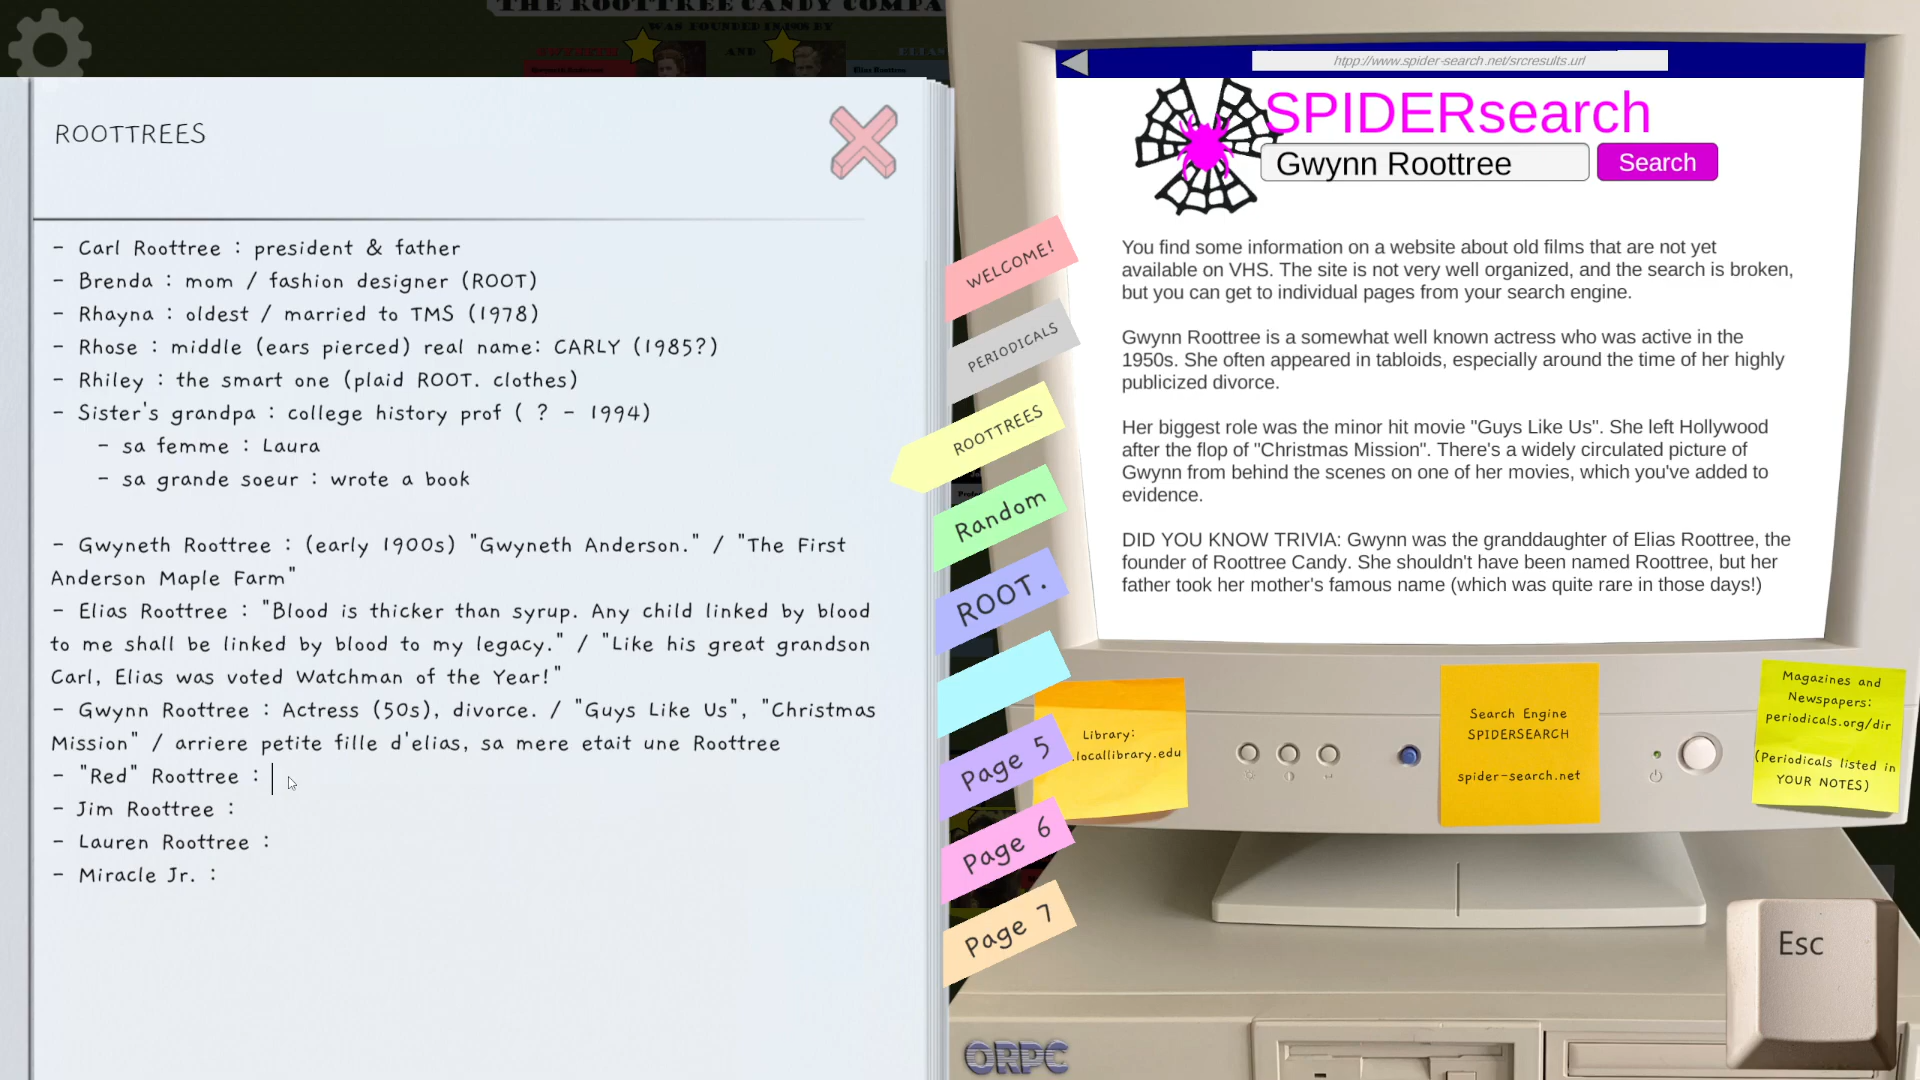 THE ROOTTREE CANDY COMPA
WAS FOUNDED IN 1898 BY
AND
ROOTTREES
- Carl Roottree : president & father
- Brenda : mom / fashion designer (ROOT)
- Rhayna : oldest / married to TMS (1978)
- Rhose : middle (ears pierced) real name: CARLY (1985?)
- Rhiley : the smart one (plaid ROOT. clothes)
- Sister's grandpa : college history prof ( ? - 1994)
- sa femme : Laura
- sa grande soeur : wrote a book
- Gwyneth Roottree : (early 1900s) "Gwyneth Anderson." / "The First
Anderson Maple Farm"
- Elias Roottree : "Blood is thicker than syrup. Any child linked by blood
to me shall be linked by blood to my legacy." / "Like his great grandson
Carl, Elias was voted Watchman of the Year!"
- Gwynn Roottree : Actress (50s), divorce. / "Guys Like Us", "Christmas
Mission" / arriere petite fille d'elias, sa mere etait une Roottree
- "Red" Roottree :
- Jim Roottree :
- Lauren Roottree :
- Miracle Jr. :
WELCOME!
PERIODICALS
ROOTTREES
Random
ROOT.
Page 5
Page 6
Page 7
htpp://www.spider-search.net/srcresults.url
SPIDERsearch
Gwynn Roottree
Search
You find some information on a website about old films that are not yet
available on VHS. The site is not very well organized, and the search is broken,
but you can get to individual pages from your search engine.
Gwynn Roottree is a somewhat well known actress who was active in the
1950s. She often appeared in tabloids, especially around the time of her highly
publicized divorce.
Her biggest role was the minor hit movie "Guys Like Us". She left Hollywood
after the flop of "Christmas Mission". There's a widely circulated picture of
Gwynn from behind the scenes on one of her movies, which you've added to
evidence.
DID YOU KNOW TRIVIA: Gwynn was the granddaughter of Elias Roottree, the
founder of Roottree Candy. She shouldn't have been named Roottree, but her
father took her mother's famous name (which was quite rare in those days!)
Library:
.locallibrary.edu
Search Engine
SPIDERSEARCH
spider-search.net
Magazines and
Newspapers:
periodicals.org/dir
(Periodicals listed in
YOUR NOTES)
Esc
ORPC